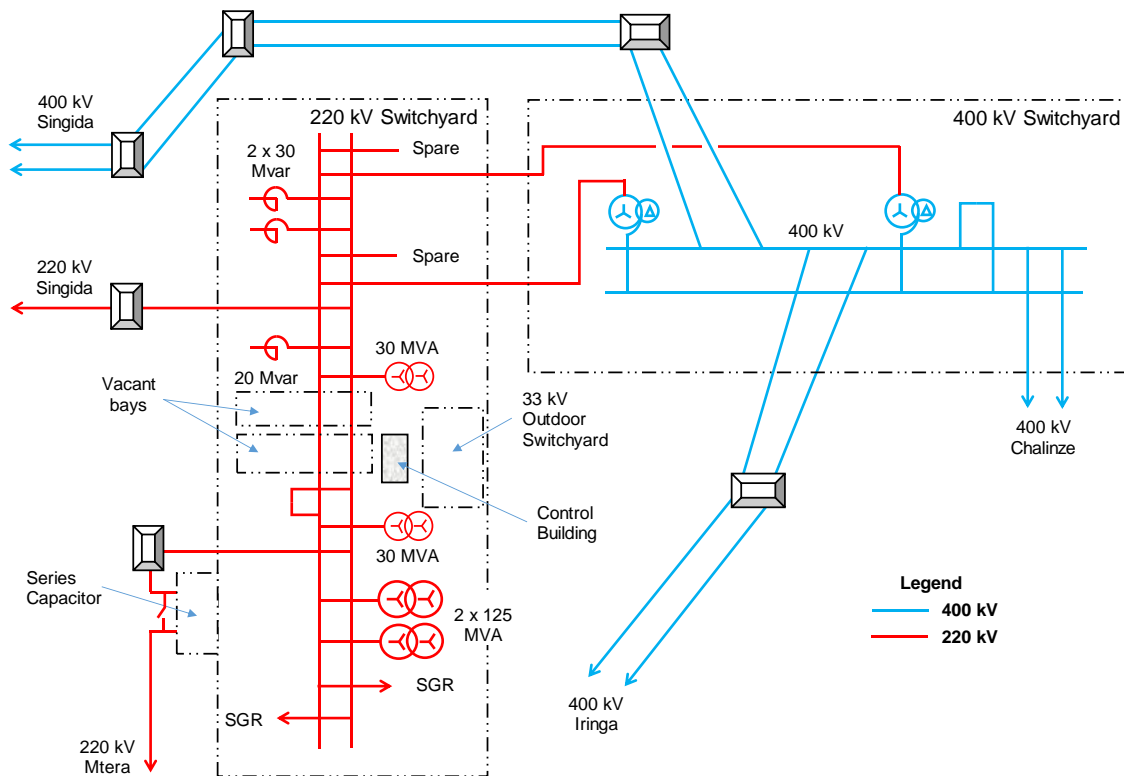 400 kV
Singida
220 kV Switchyard
400 kV Switchyard
2 x 30
Mvar
Spare
400 kV
Spare
220 kV
Singida
30 MVA
20 Mvar
Vacant
bays
33 kV
Outdoor
Switchyard
400 kV
Chalinze
Control
Building
30 MVA
Series
Capacitor
2 x 125
MVA
Legend
400 kV
220 kV
SGR
SGR
400 kV
Iringa
220 kV
Mtera